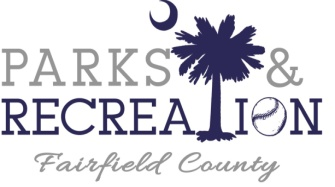 PARKS &
RECREATION
Fairfield County